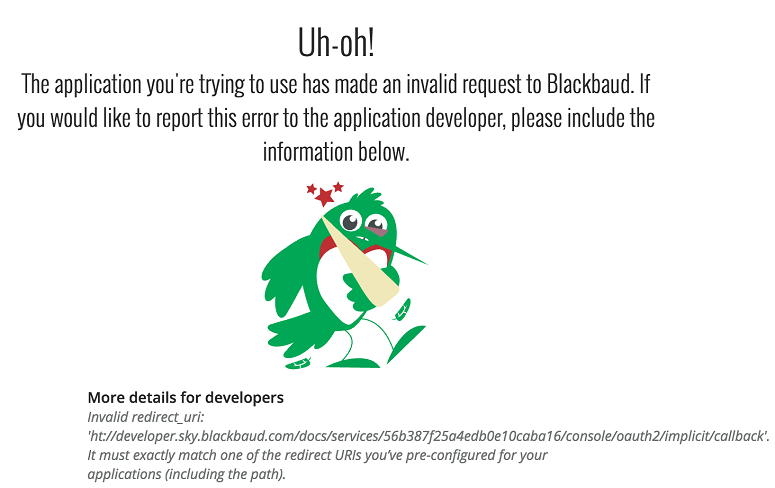 Uh-oh!
The application you're trying to use has made an invalid request to Blackbaud. If
you would like to report this error to the application developer, please include the
information below.
More details for developers
Invalid redirect_uri:
'ht://developer.sky.blackbaud.com/docs/services/56b387f25a4edb0e10caba16/console/oauth2/implicit/callback'.
It must exactly match one of the redirect URIs you’ve pre-configured for your
applications (including the path).